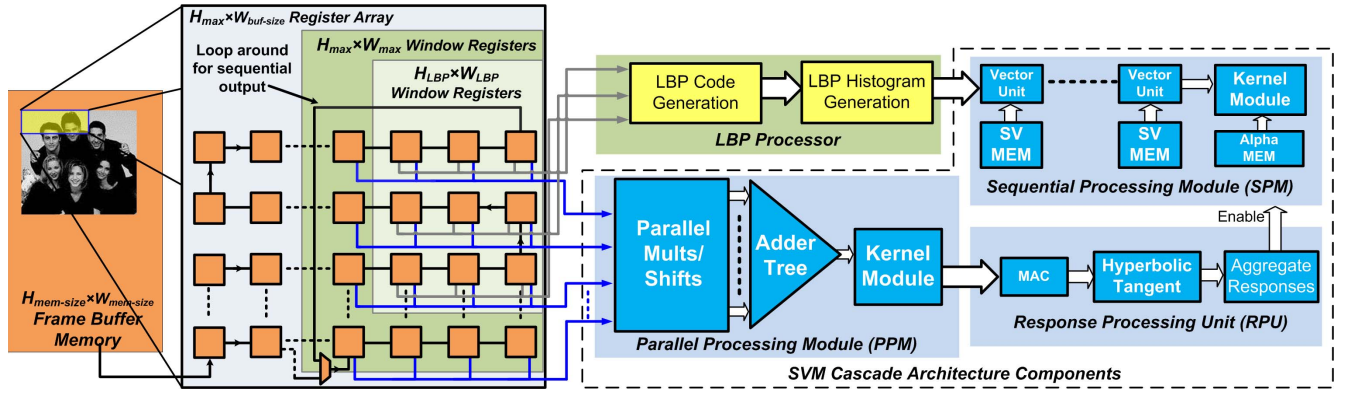 Hmax×Wbuf-size Register Array
Loop around
for sequential
output
Hmax×Wmax Window Registers
HLBP×WLBP
Window Registers
Hmem-size×Wmem-size
Frame Buffer
Memory
LBP Code
Generation
LBP Histogram
Generation
LBP Processor
Vector
Unit
Vector
Unit
Kernel
Module
SV
MEM
SV
MEM
Alpha
MEM
Sequential Processing Module (SPM)
Enable
Parallel
Mults/
Shifts
Adder
Tree
Kernel
Module
Parallel Processing Module (PPM)
MAC
Hyperbolic
Tangent
Aggregate
Responses
Response Processing Unit (RPU)
SVM Cascade Architecture Components